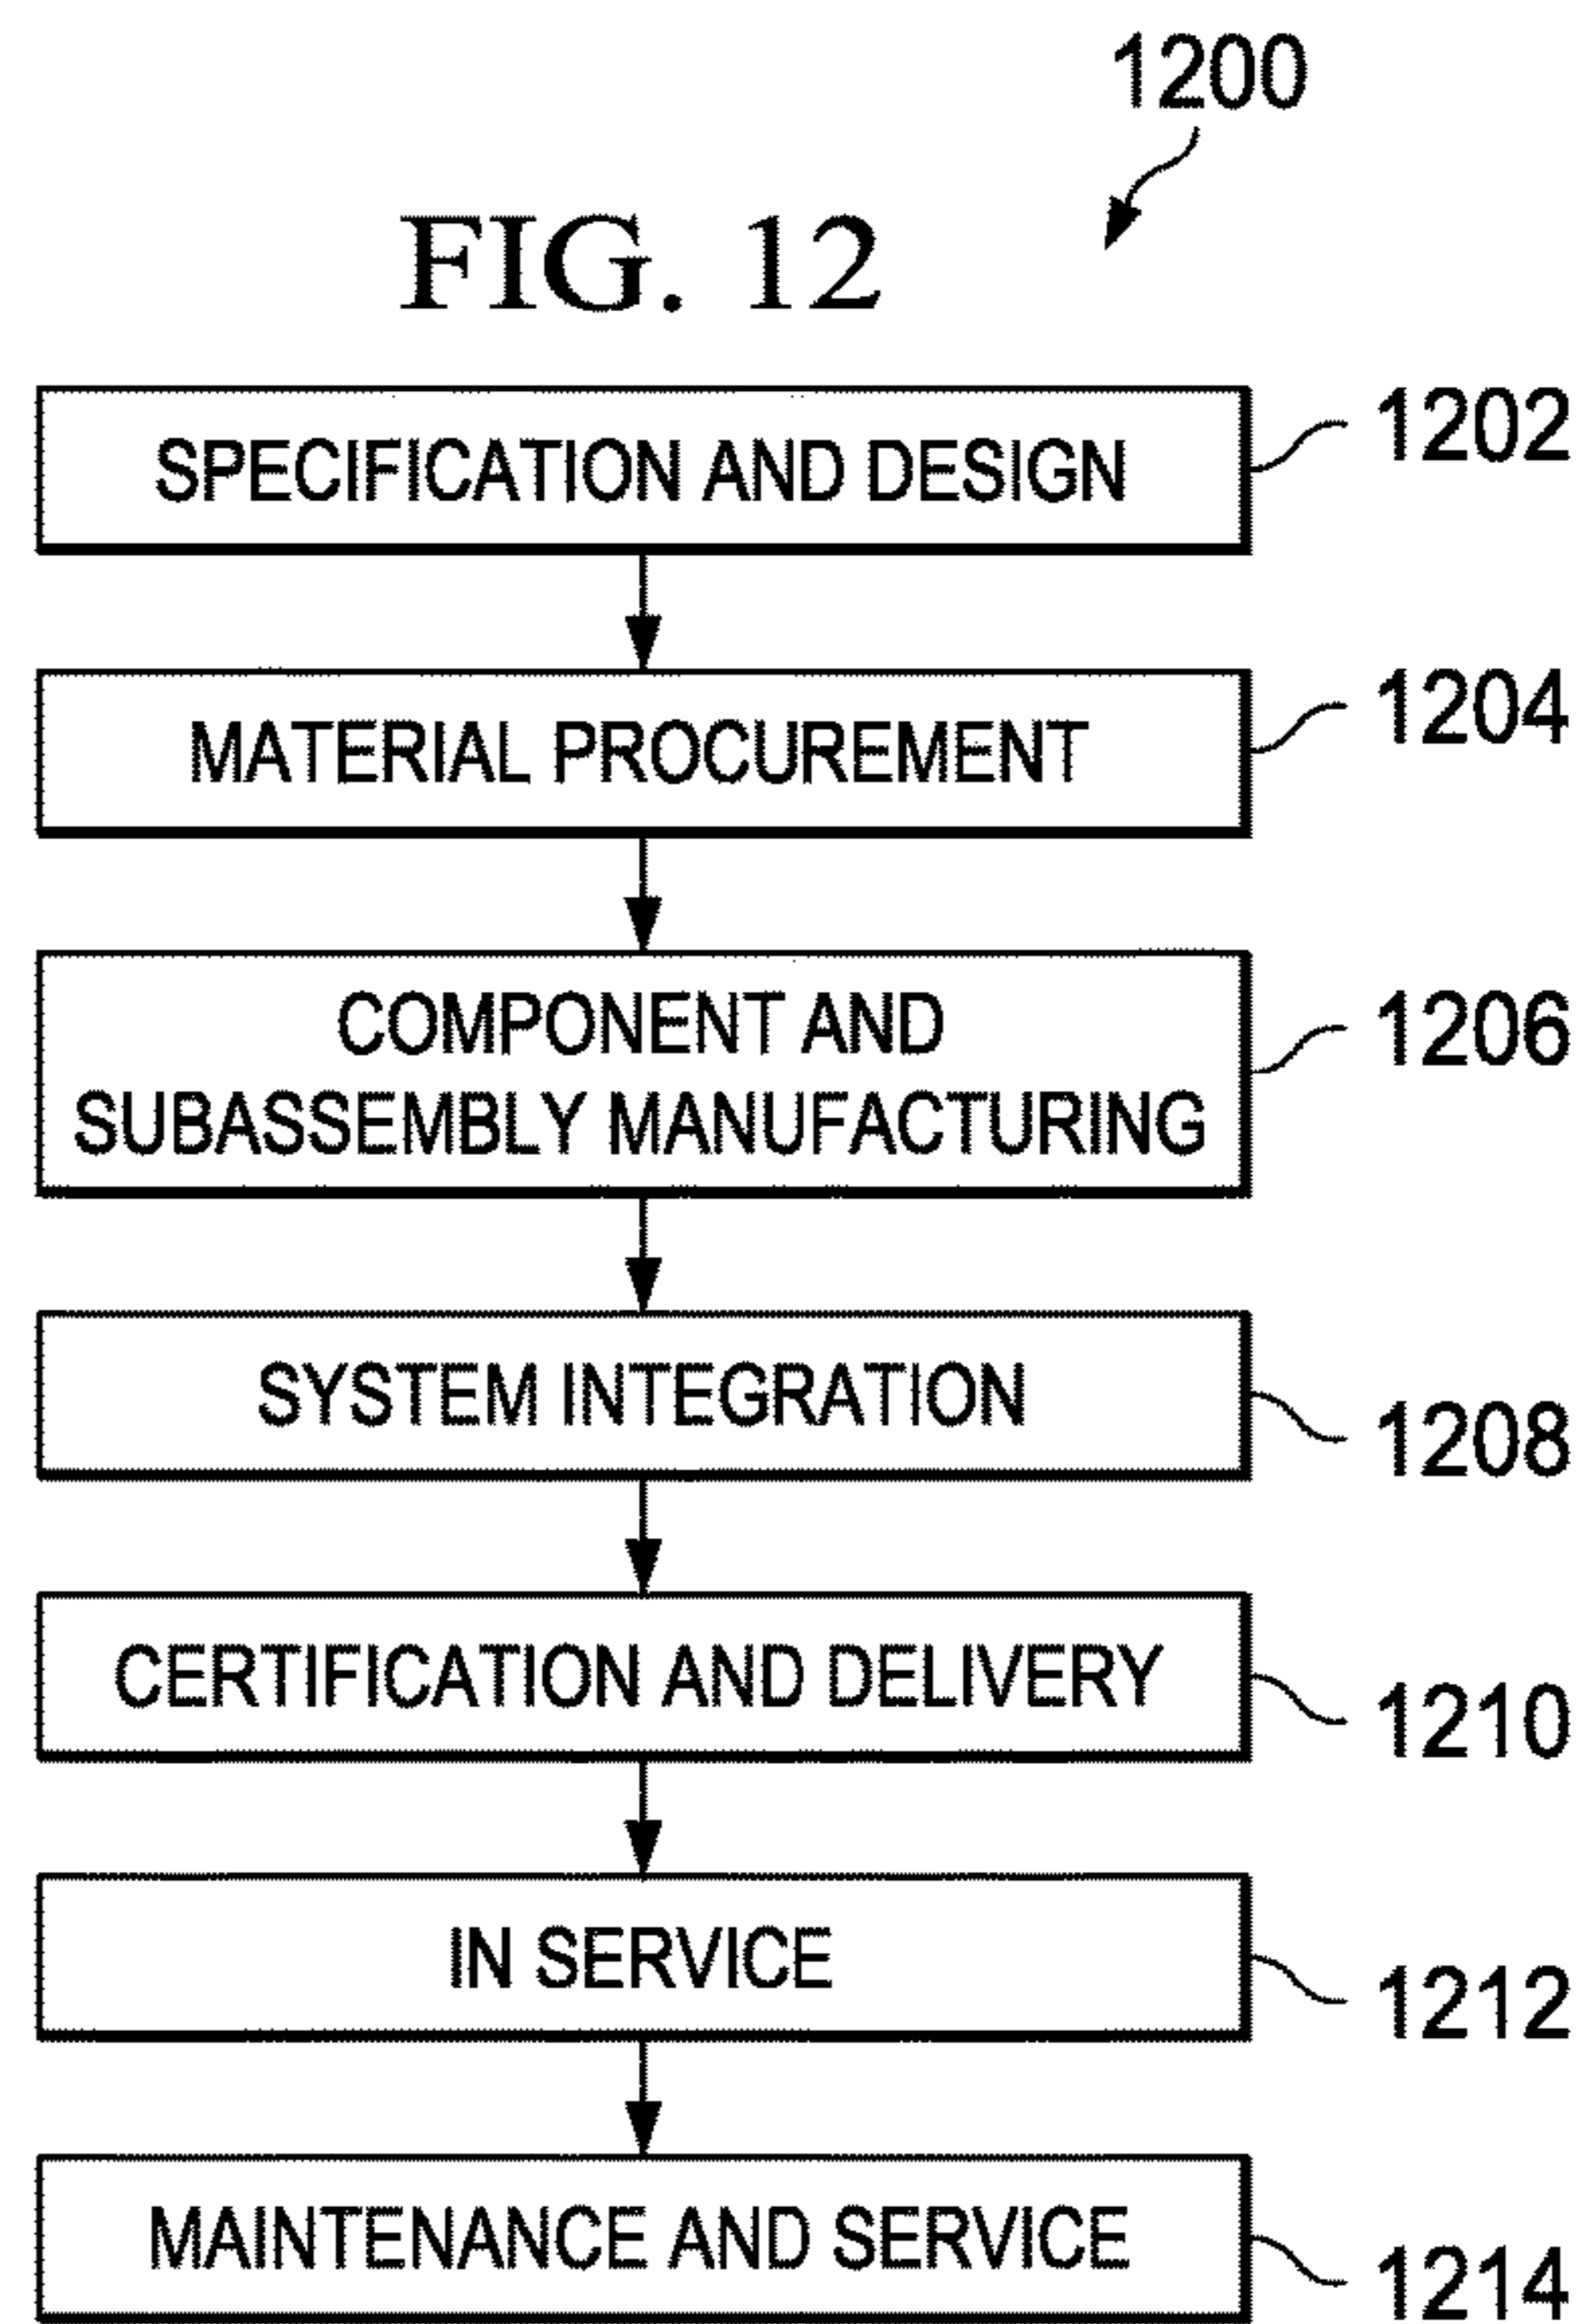 1200
FIG. 12
SPECIFICATION AND DESIGN
1202
MATERIAL PROCUREMENT
1204
COMPONENT AND
SUBASSEMBLY MANUFACTURING
1206
SYSTEM INTEGRATION
1208
CERTIFICATION AND DELIVERY
1210
IN SERVICE
1212
MAINTENANCE AND SERVICE
1214